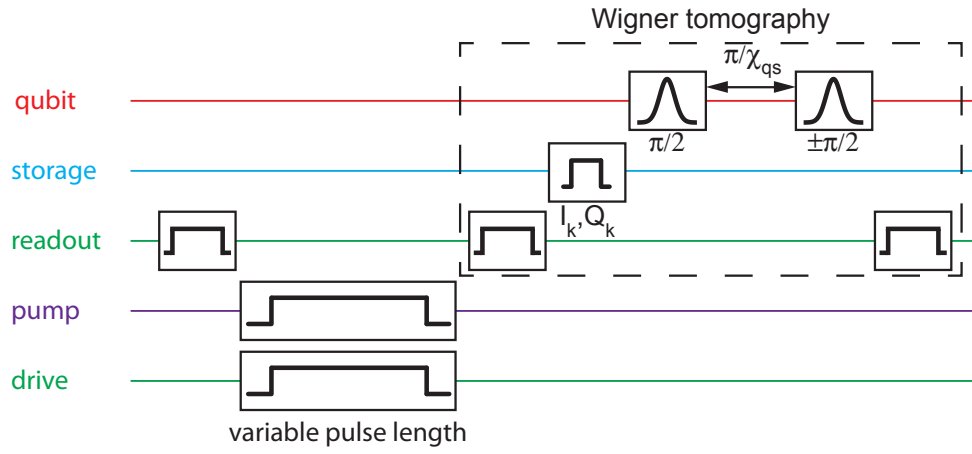 Wigner tomography
π/χqs
qubit
π/2
±π/2
storage
Ik,Qk
readout
pump
drive
variable pulse length